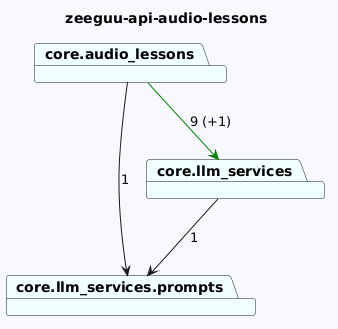 zeeguu-api-audio-lessons
core.audio_lessons
9 (+1)
core.llm_services
1
1
core.llm_services.prompts